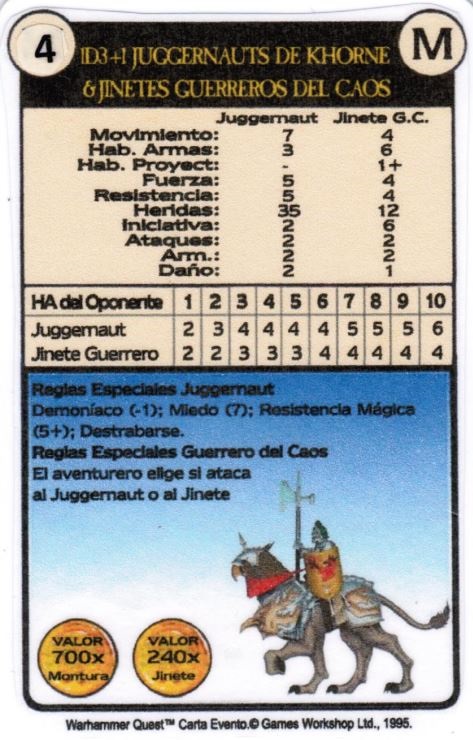 4
1D3+1 JUGGERNAUTS DE KHORNE
M
& JINETES GUERREROS DEL CAOS
Juggernaut Jinete G.C.
Movimiento: 7 4
Hab. Armas: 3 6
Hab. Proyect: - 1+
Fuerza: 5 4
Resistencia: 5 4
Heridas: 35 12
Iniciativa: 2 6
Ataques: 2 2
Arm.: 2 2
Daño: 2 1
HA del Oponente 1 2 3 4 5 6 7 8 9 10
Juggernaut 2 3 4 4 4 4 5 5 5 6
Jinete Guerrero 2 2 3 3 3 4 4 4 4 4
Reglas Especiales Juggernaut
Demoníaco (-1); Miedo (7); Resistencia Mágica
(5+); Destrabarse.
Reglas Especiales Guerrero del Caos
El aventurero elige si ataca
al Juggernaut o al Jinete
VALOR
700x
Montura
VALOR
240x
Jinete
Warhammer Quest™ Carta Evento.© Games Workshop Ltd., 1995.